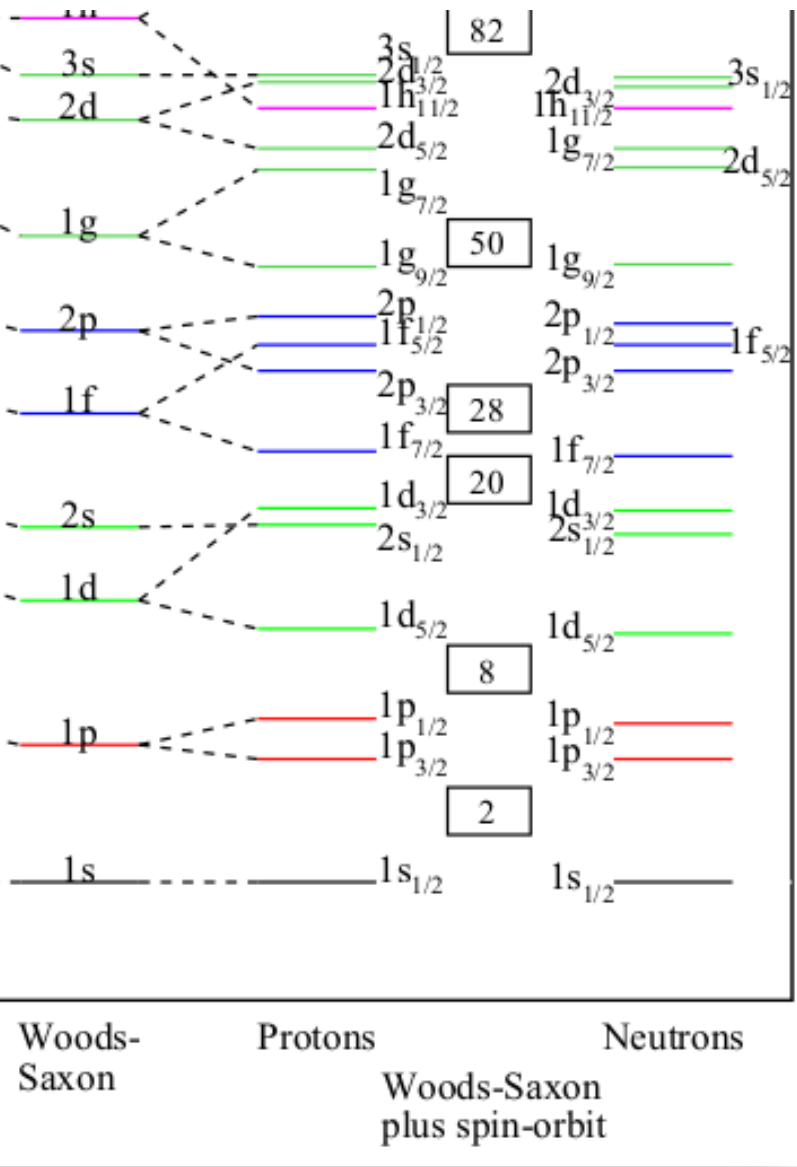 82
3s
3s1/2
2d3/2
2d3/2
3s1/2
2d
1h11/2
1h11/2
2d5/2
1g7/2
2d5/2
1g7/2
1g
50
1g9/2
1g9/2
2p
2p1/2
2p1/2
1f5/2
1f5/2
2p3/2
2p3/2
1f
28
1f7/2
1f7/2
20
1d3/2
1d3/2
2s
2s1/2
2s1/2
1d
1d5/2
1d5/2
8
1p
1p1/2
1p1/2
1p3/2
1p3/2
2
1s
1s1/2
1s1/2
Woods-
Saxon
Protons
Neutrons
Woods-Saxon
plus spin-orbit